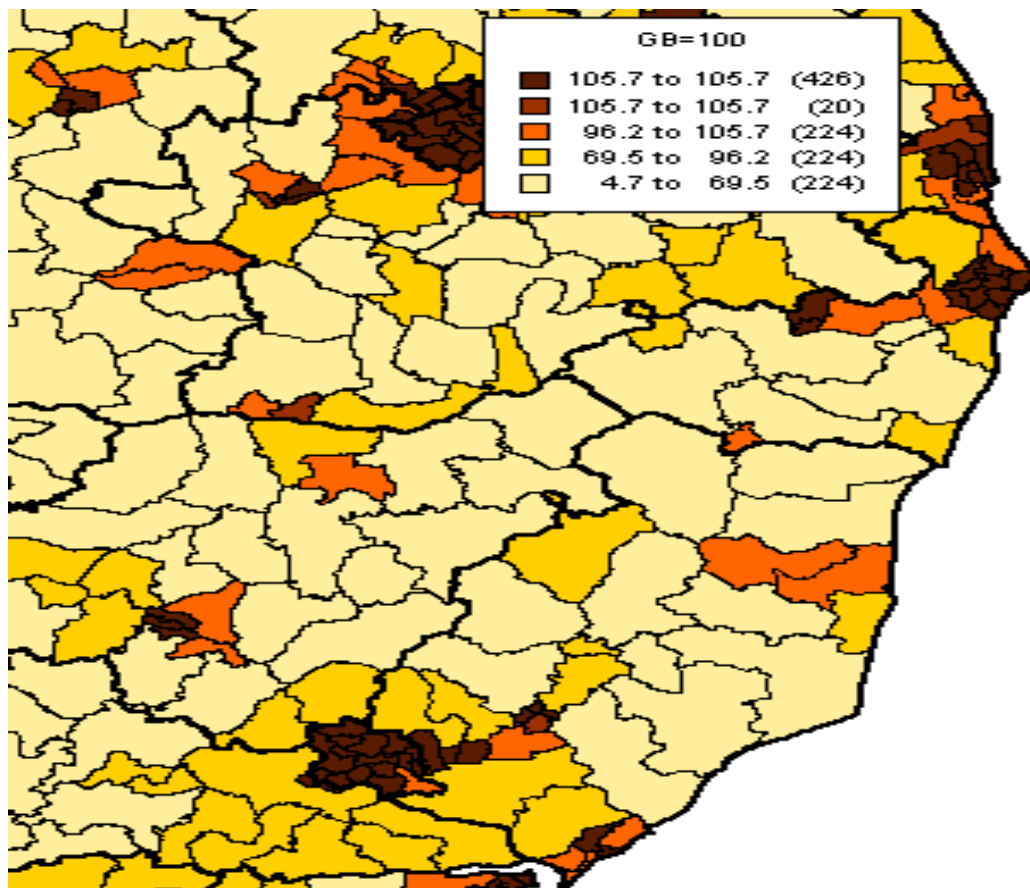 GB=100
105.7 to 105.7 (426)
105.7 to 105.7 (20)
96.2 to 105.7 (224)
69.5 to 96.2 (224)
4.7 to 69.5 (224)